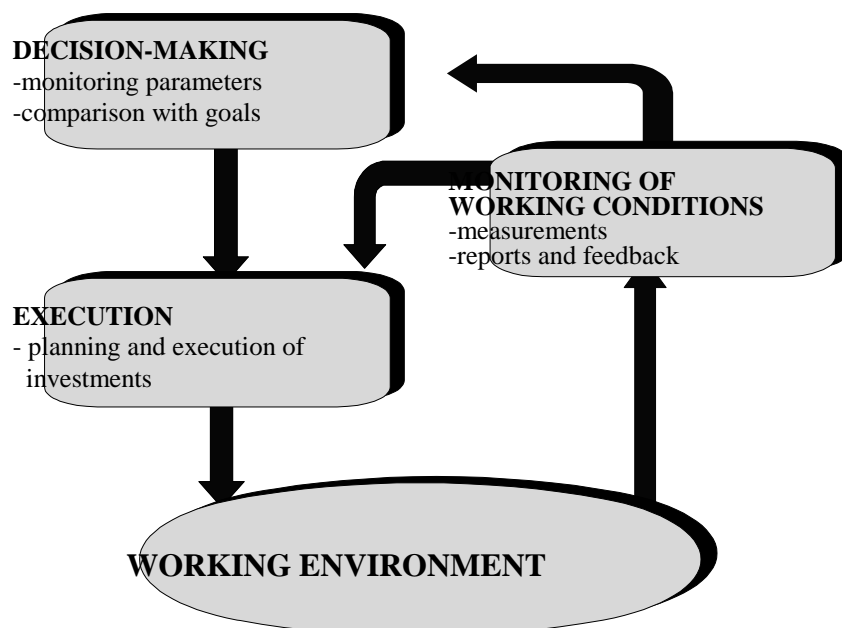 DECISION-MAKING
-monitoring parameters
-comparison with goals
MONITORING OF
WORKING CONDITIONS
-measurements
-reports and feedback
EXECUTION
- planning and execution of
investments
WORKING ENVIRONMENT